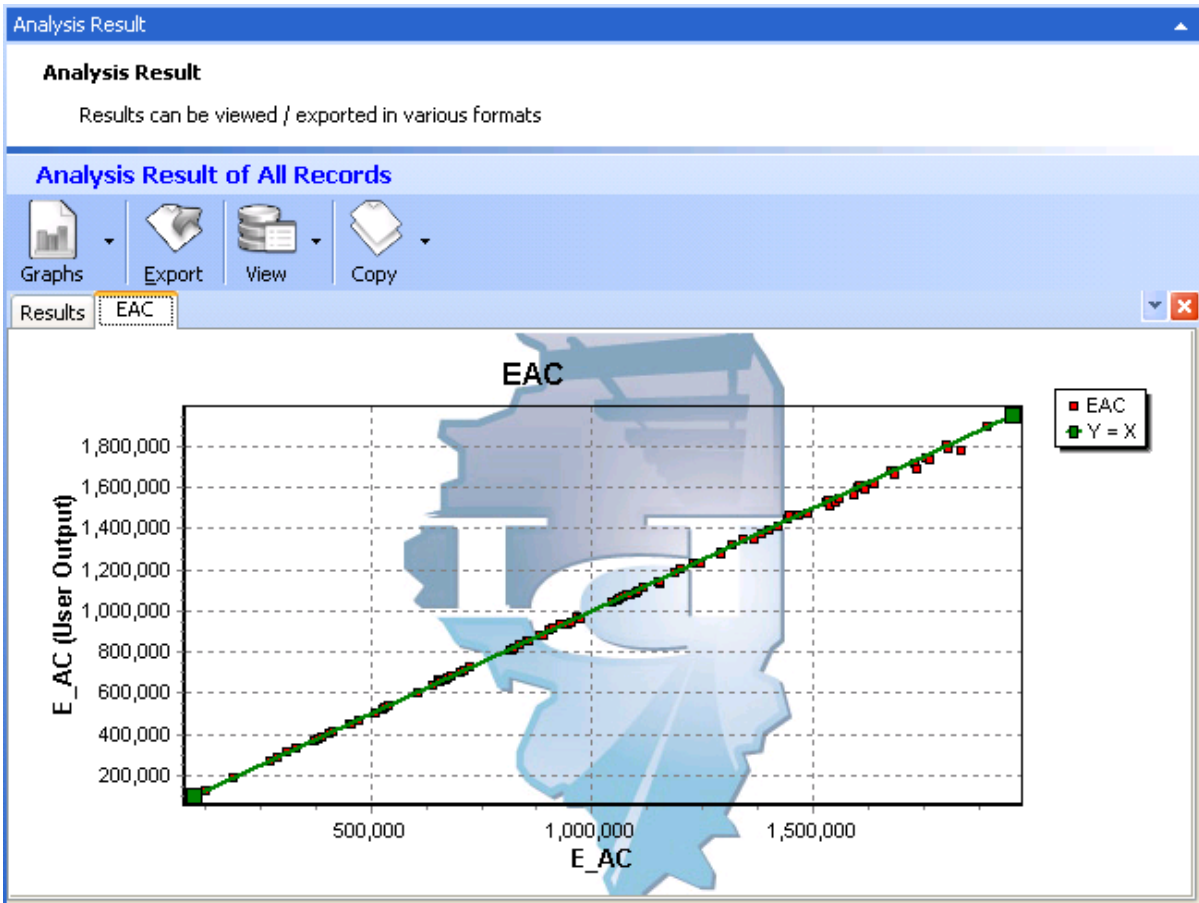 Analysis Result
Analysis Result
Results can be viewed / exported in various formats
Analysis Result of All Records
Graphs Export View Copy
Results EAC
EAC
EAC
Y = X
E_AC (User Output)
1,800,000
1,600,000
1,400,000
1,200,000
1,000,000
800,000
600,000
400,000
200,000
500,000 1,000,000 1,500,000
E_AC